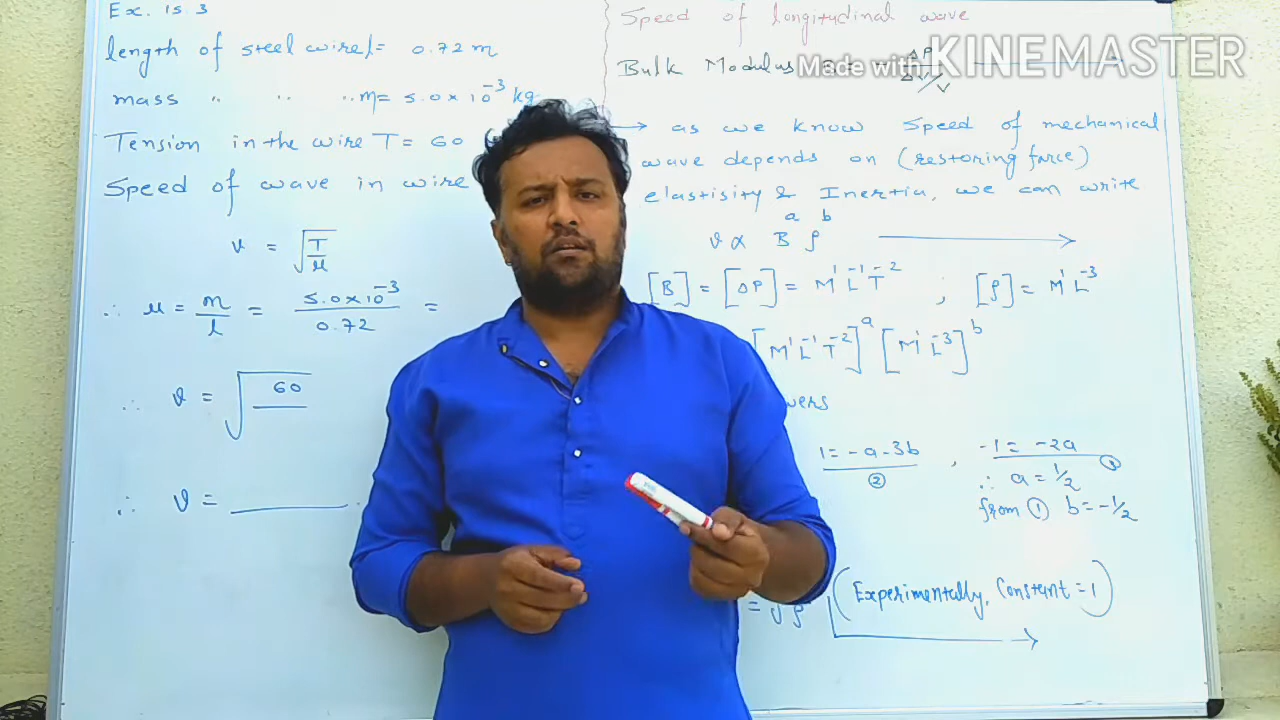 Ex. 15.3
length of steel wire l = 0.72 m
mass " " " m = 5.0 × 10⁻³ kg
Tension in the wire T = 60
Speed of wave in wire
v = √(T/μ)
∴ μ = m/l = 5.0×10⁻³/0.72 =
∴ v = √(60/ )
∴ v = ______.
Speed of longitudinal wave
Bulk Modulus B = - ΔP/(ΔV/V)
Made with KINEMASTER
→ as we know speed of mechanical
wave depends on (restoring force)
elastisity & Inertia, we can write
v ∝ Bᵃ ρᵇ →
[B] = [ΔP] = M¹L⁻¹T⁻² ; [ρ] = M¹L⁻³
[M¹L⁻¹T⁻²]ᵃ [M¹L⁻³]ᵇ
1 = -a-3b ②, -1 = -2a ③
∴ a = 1/2
from ① b = -1/2
= √ρ (Experimentally, Constant = 1)